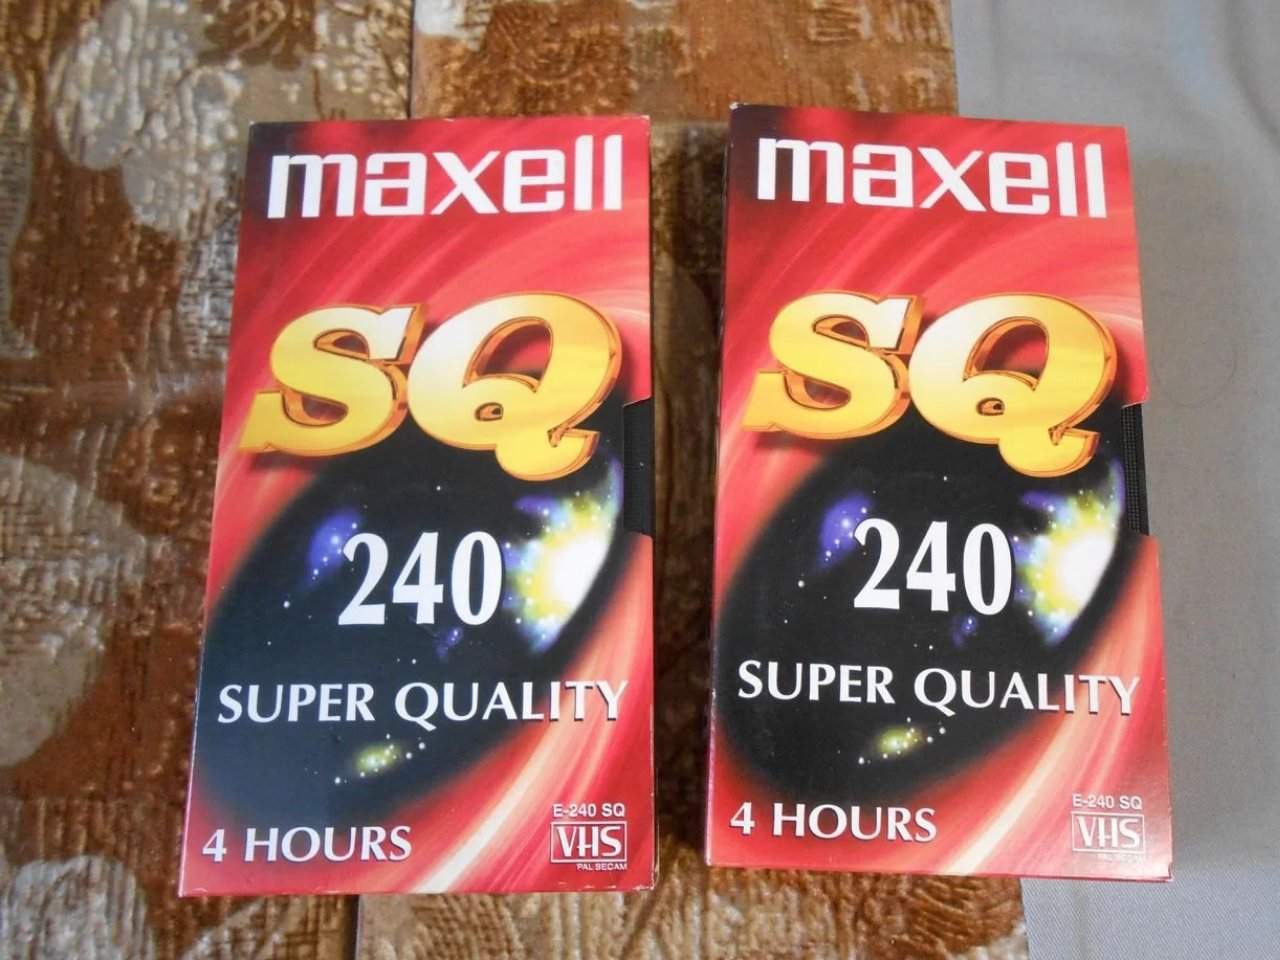 maxell
SQ
240
SUPER QUALITY
4 HOURS
E-240 SQ
VHS
PAL SECAM
maxell
SQ
240
SUPER QUALITY
4 HOURS
E-240 SQ
VHS
PAL SECAM